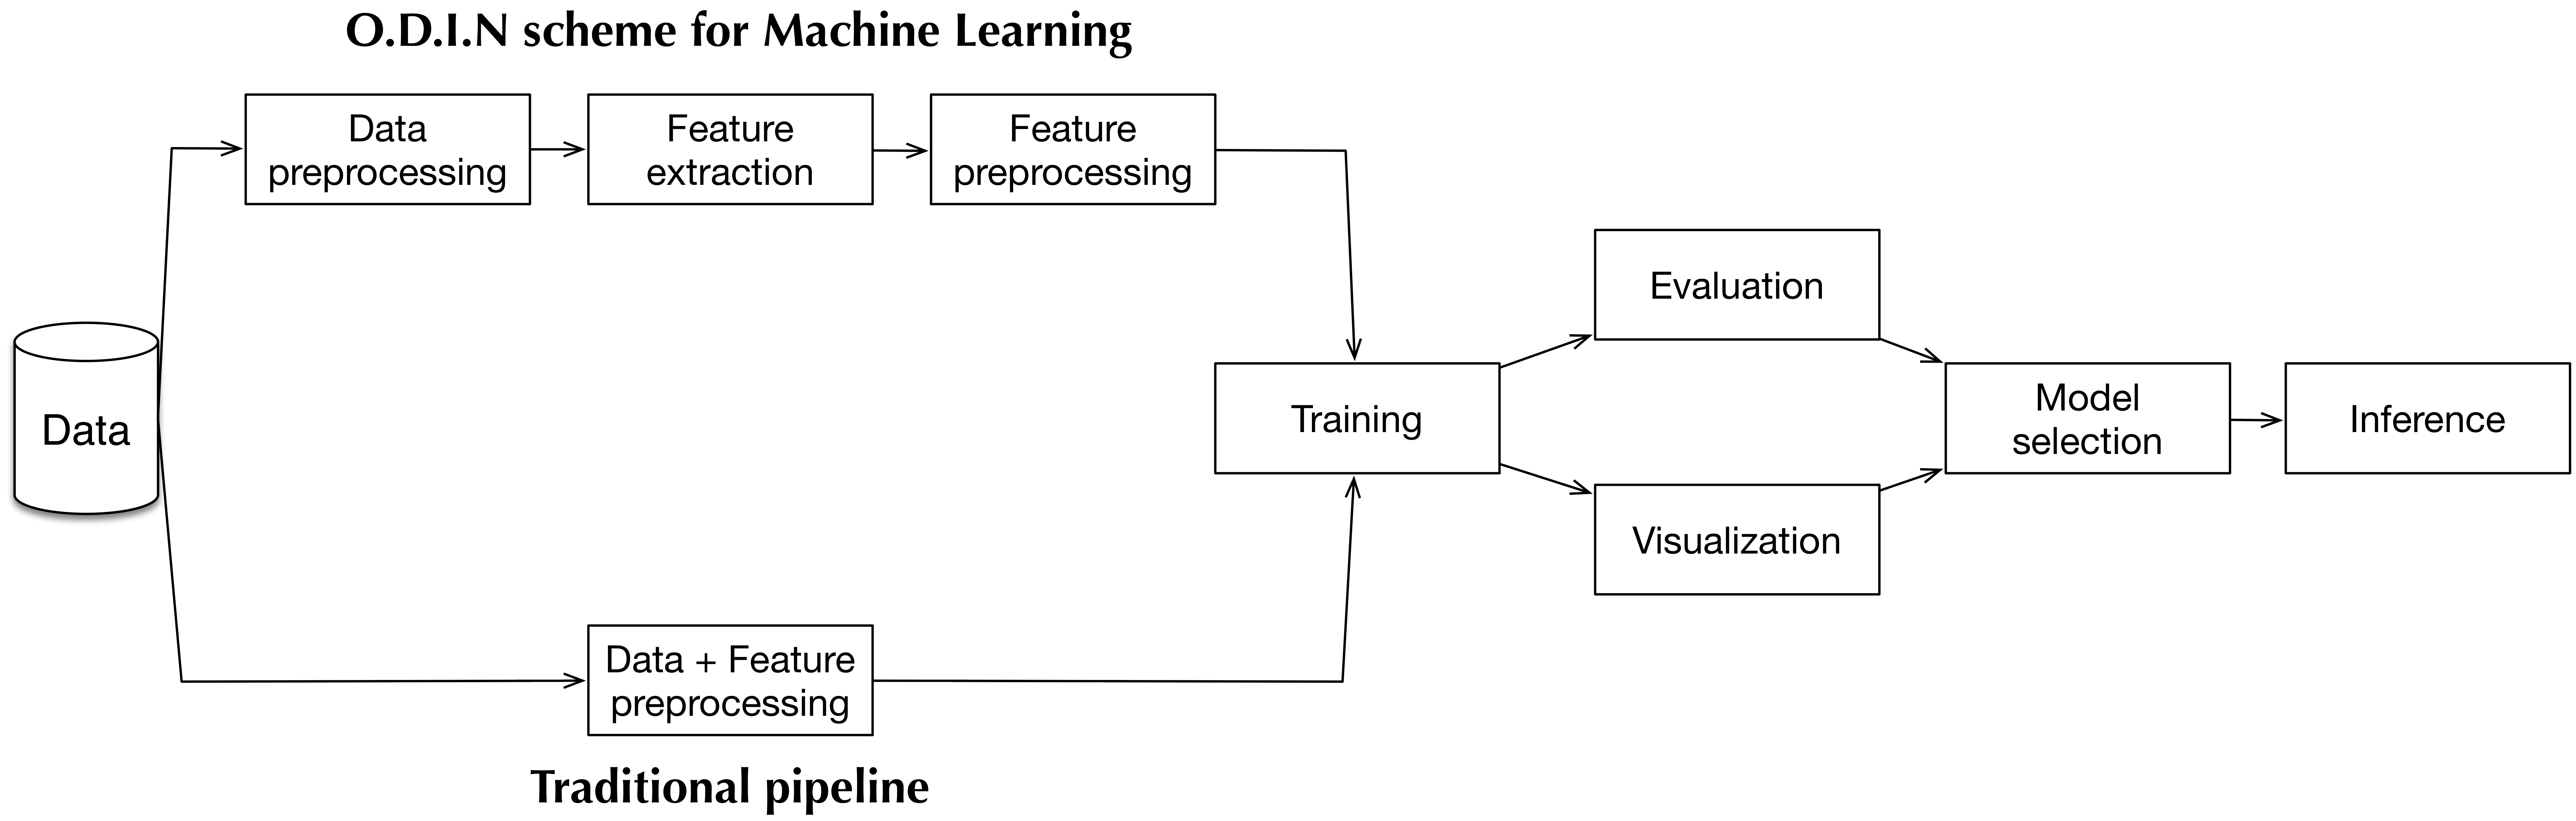 O.D.I.N scheme for Machine Learning
Data
preprocessing
Feature
extraction
Feature
preprocessing
Evaluation
Data
Training
Model
selection
Inference
Visualization
Data + Feature
preprocessing
Traditional pipeline